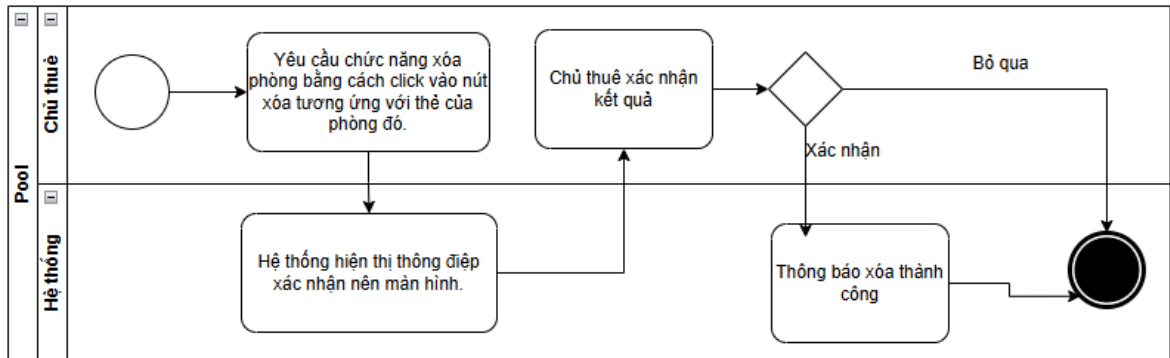 Pool
Chủ thuê
Yêu cầu chức năng xóa
phòng bằng cách click vào nút
xóa tương ứng với thẻ của
phòng đó.
Chủ thuê xác nhận
kết quả
Bỏ qua
Xác nhận
Hệ thống
Hệ thống hiện thị thông điệp
xác nhận nên màn hình.
Thông báo xóa thành
công